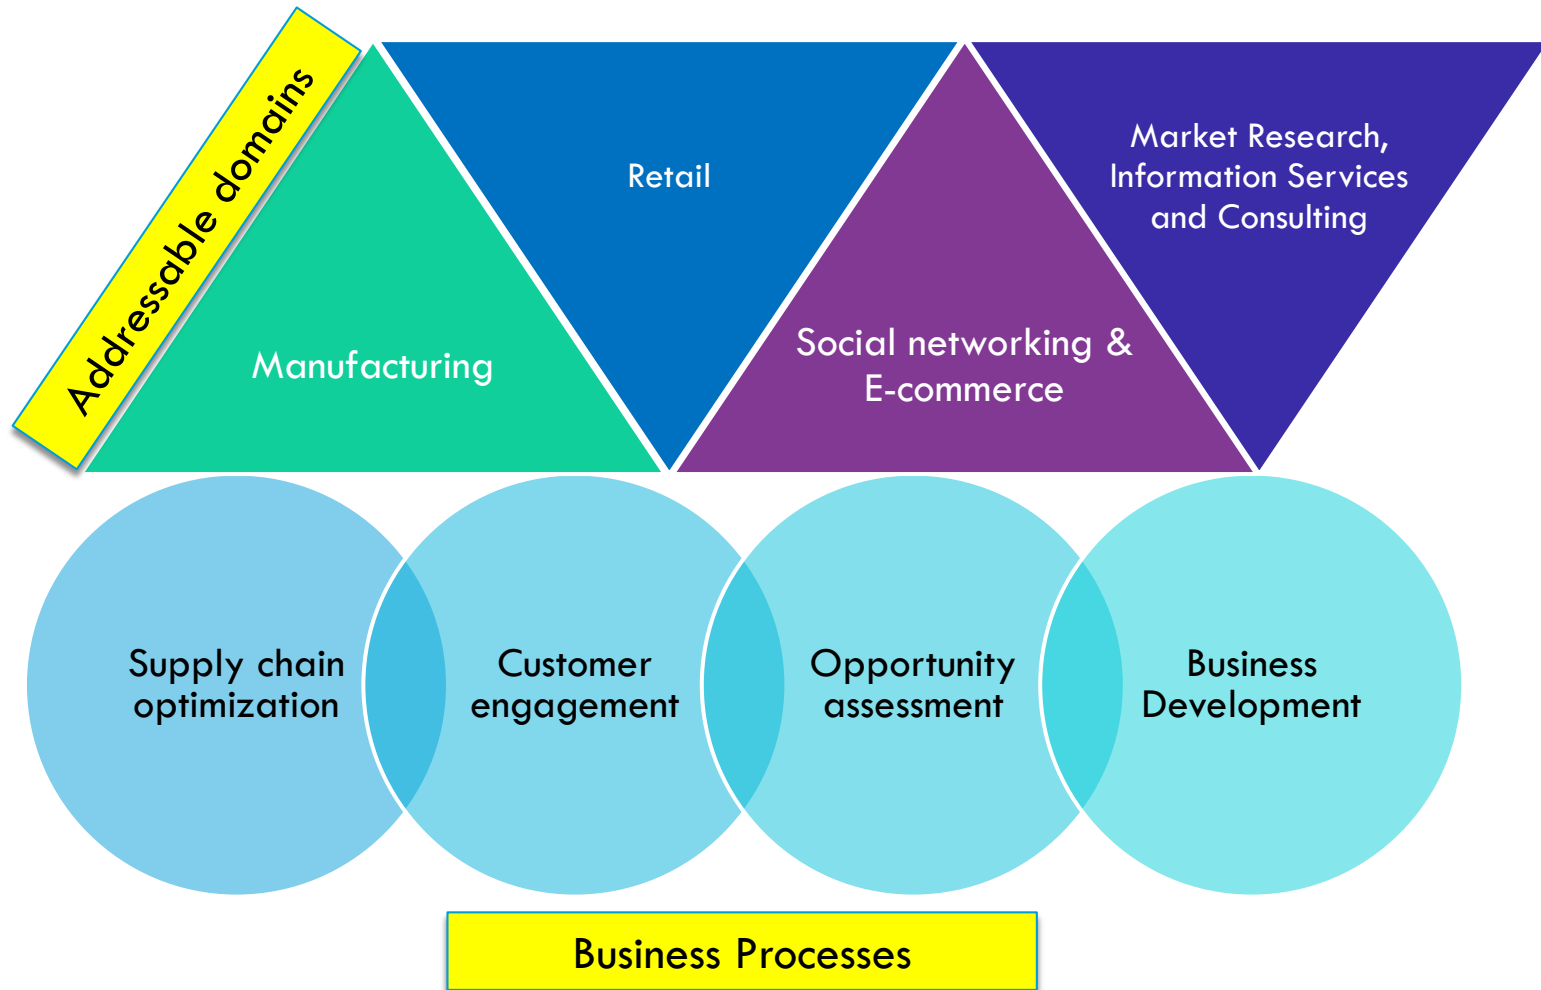 Addressable domains
Retail
Market Research,
Information Services
and Consulting
Manufacturing
Social networking &
E-commerce
Supply chain
optimization
Customer
engagement
Opportunity
assessment
Business
Development
Business Processes